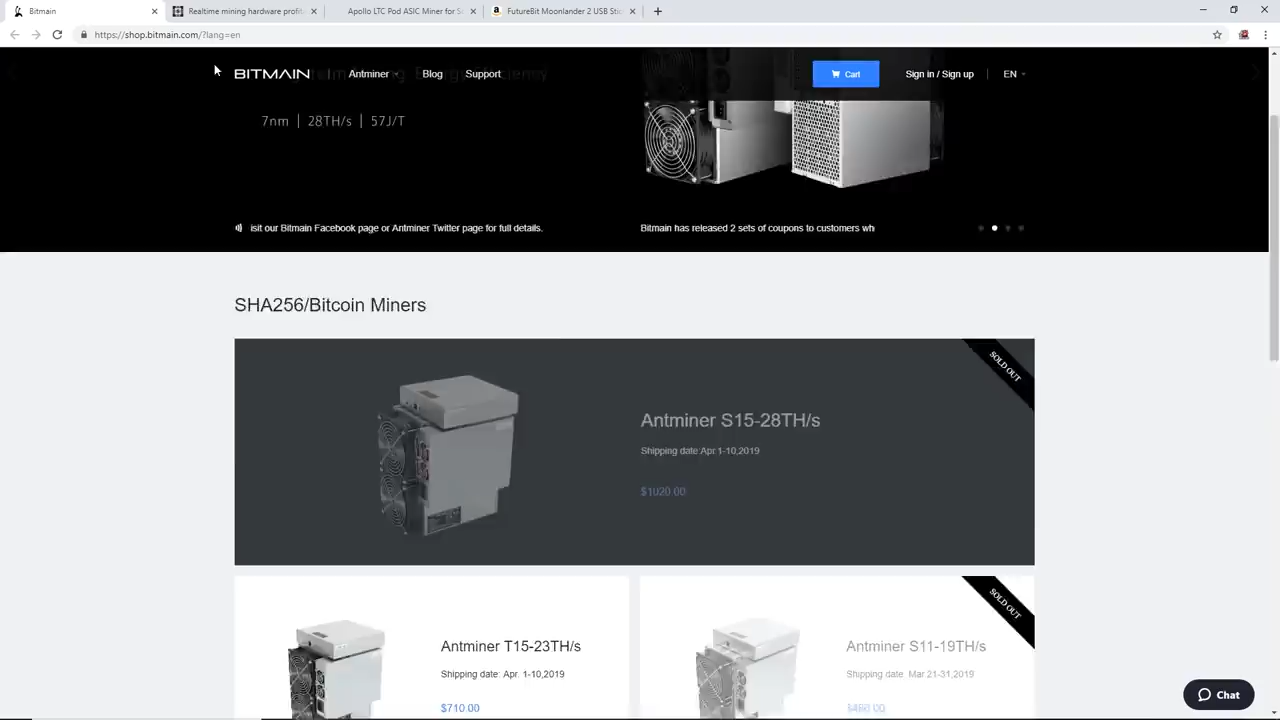 Bitmain
Realtime mining hardware profita
Apollo LTC Pod ASIC Miner for Sc
FutureBit Moonlander 2 USB Stick
https://shop.bitmain.com/?lang=en
BITMAIN
Antminer
Blog
Support
Cart
Sign in / Sign up
EN
7nm | 28TH/s | 57J/T
isit our Bitmain Facebook page or Antminer Twitter page for full details.
Bitmain has released 2 sets of coupons to customers wh
SHA256/Bitcoin Miners
SOLD OUT
Antminer S15-28TH/s
Shipping date:Apr.1-10,2019
$1020.00
SOLD OUT
Antminer T15-23TH/s
Shipping date: Apr. 1-10,2019
$710.00
Antminer S11-19TH/s
Shipping date: Mar 21-31,2019
Chat